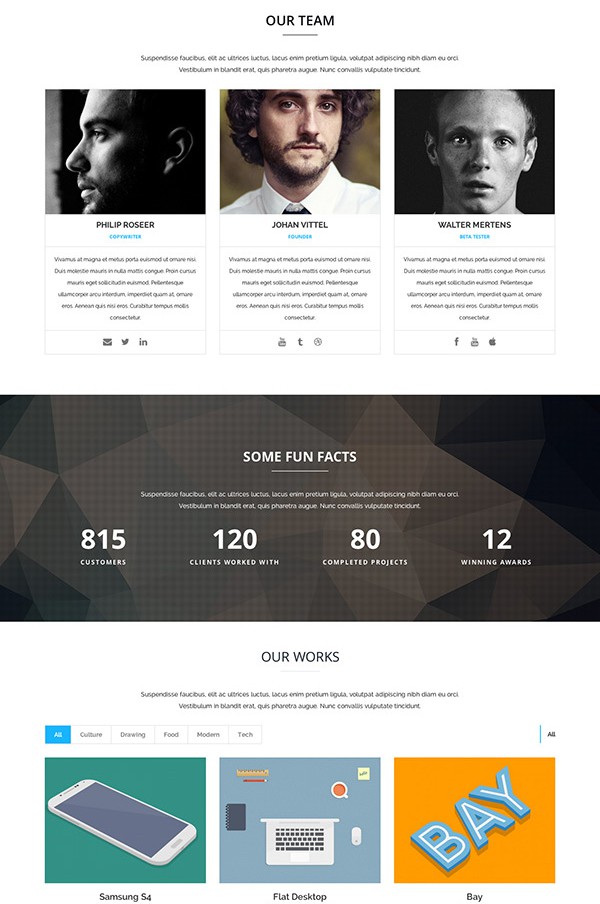 OUR TEAM
Suspendisse faucibus, elit ac ultrices luctus, lacus enim pretium ligula, volutpat adipiscing nibh diam eu orci.
Vestibulum in blandit erat, quis pharetra augue. Nunc convallis vulputate tincidunt.
PHILIP ROSEER
COPYWRITER
Vivamus at magna et metus porta euismod ut ornare nisi.
Duis molestie mauris in nulla mattis congue. Proin cursus
mauris eget sollicitudin euismod. Pellentesque
ullamcorper arcu interdum, imperdiet quam at, ornare
eros. Aenean quis nisi eros. Curabitur tempus mollis
consectetur.
JOHAN VITTEL
FOUNDER
Vivamus at magna et metus porta euismod ut ornare nisi.
Duis molestie mauris in nulla mattis congue. Proin cursus
mauris eget sollicitudin euismod. Pellentesque
ullamcorper arcu interdum, imperdiet quam at, ornare
eros. Aenean quis nisi eros. Curabitur tempus mollis
consectetur.
WALTER MERTENS
BETA TESTER
Vivamus at magna et metus porta euismod ut ornare nisi.
Duis molestie mauris in nulla mattis congue. Proin cursus
mauris eget sollicitudin euismod. Pellentesque
ullamcorper arcu interdum, imperdiet quam at, ornare
eros. Aenean quis nisi eros. Curabitur tempus mollis
consectetur.
SOME FUN FACTS
Suspendisse faucibus, elit ac ultrices luctus, lacus enim pretium ligula, volutpat adipiscing nibh diam eu orci.
Vestibulum in blandit erat, quis pharetra augue. Nunc convallis vulputate tincidunt.
815 120 80 12
CUSTOMERS CLIENTS WORKED WITH COMPLETED PROJECTS WINNING AWARDS
OUR WORKS
Suspendisse faucibus, elit ac ultrices luctus, lacus enim pretium ligula, volutpat adipiscing nibh diam eu orci.
Vestibulum in blandit erat, quis pharetra augue. Nunc convallis vulputate tincidunt.
All Culture Drawing Food Modern Tech All
BAY
Samsung S4 Flat Desktop Bay